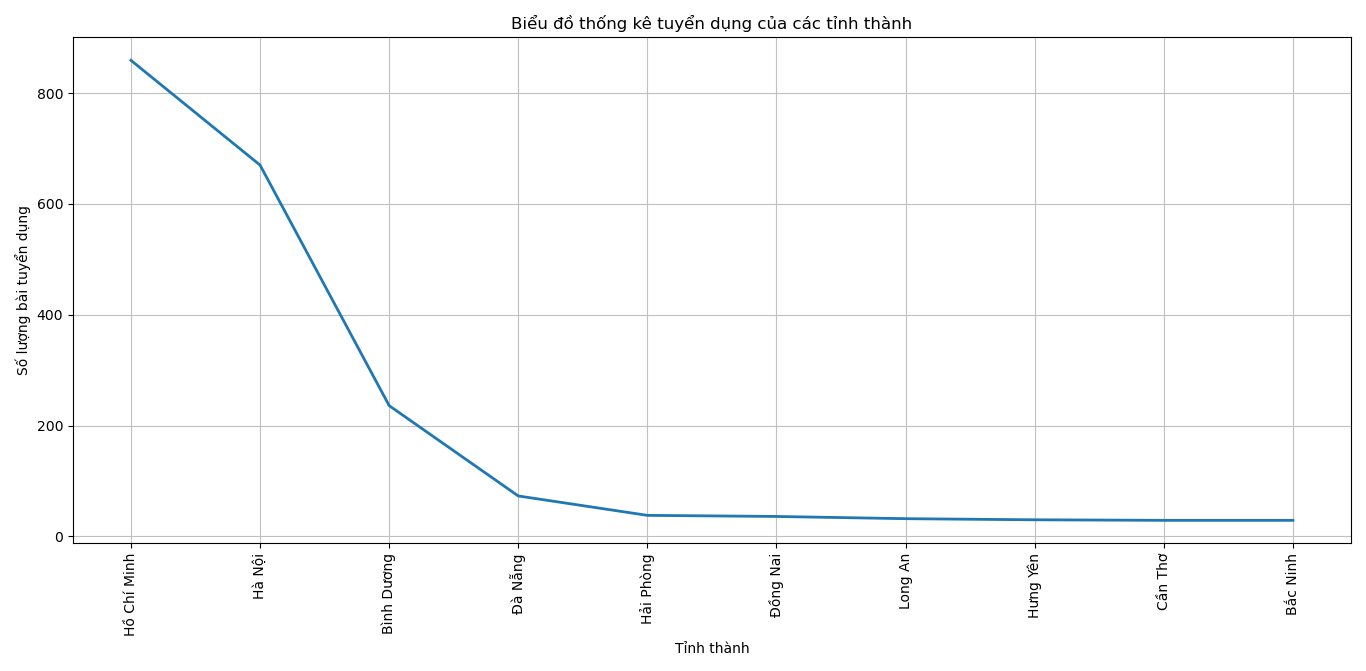 Biểu đồ thống kê tuyển dụng của các tỉnh thành
Số lượng bài tuyển dụng
800
600
400
200
0
Hồ Chí Minh
Hà Nội
Bình Dương
Đà Nẵng
Hải Phòng
Đồng Nai
Long An
Hưng Yên
Cần Thơ
Bắc Ninh
Tỉnh thành